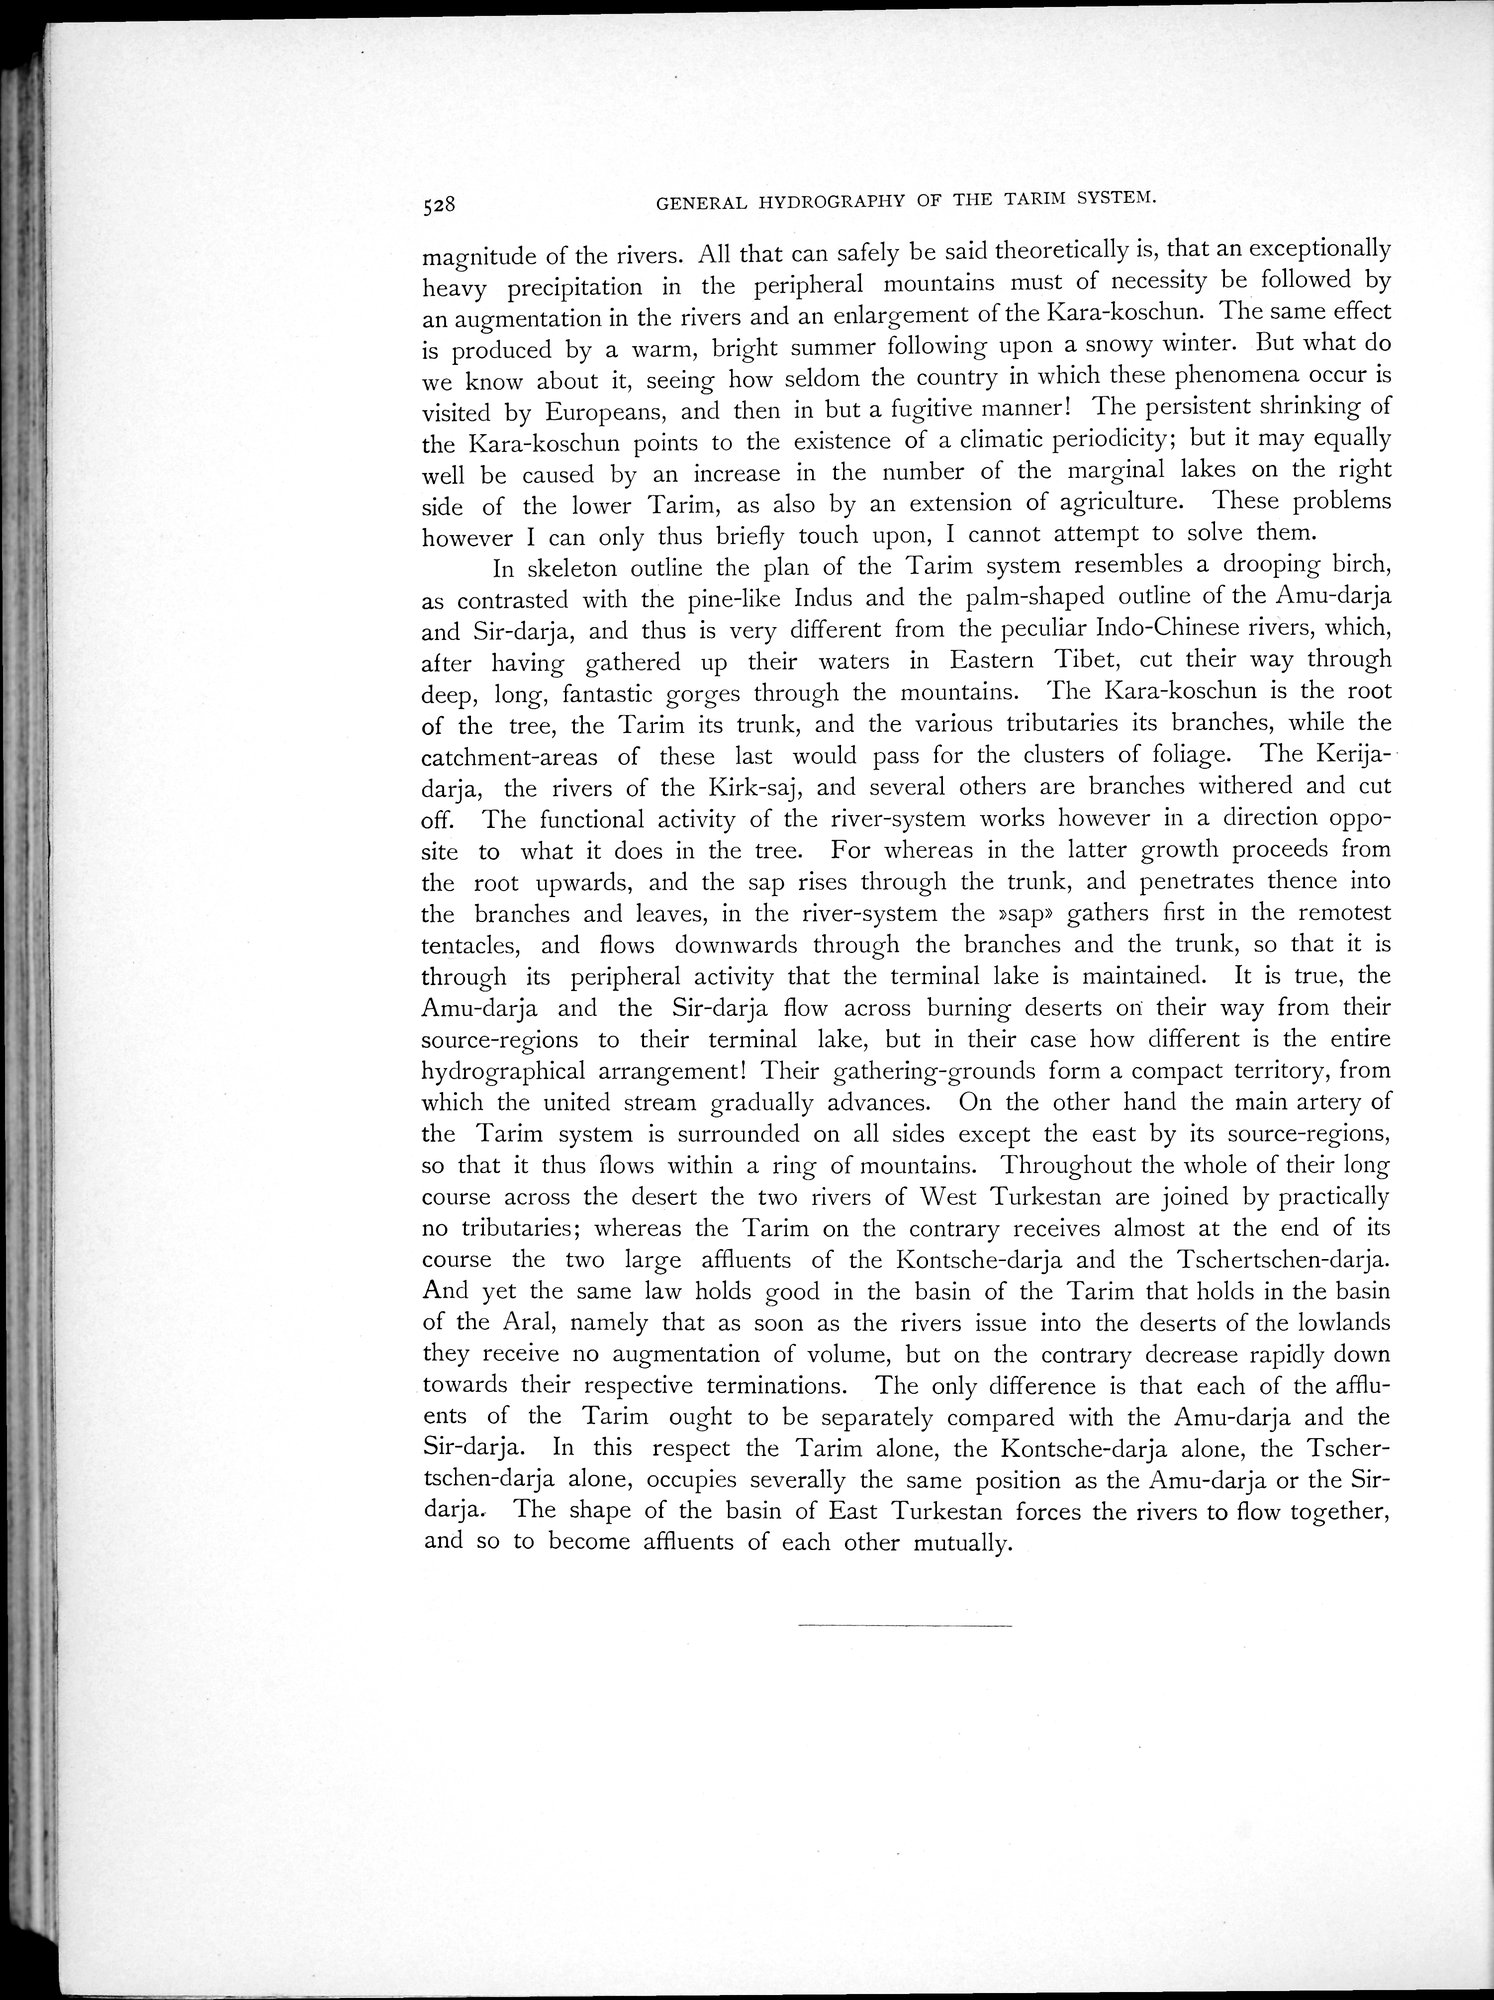 528 GENERAL HYDROGRAPHY OF THE TARIM SYSTEM.
magnitude of the rivers. All that can safely be said theoretically is, that an exceptionally
heavy precipitation in the peripheral mountains must of necessity be followed by
an augmentation in the rivers and an enlargement of the Kara-koschun. The same effect
is produced by a warm, bright summer following upon a snowy winter. But what do
we know about it, seeing how seldom the country in which these phenomena occur is
visited by Europeans, and then in but a fugitive manner! The persistent shrinking of
the Kara-koschun points to the existence of a climatic periodicity; but it may equally
well be caused by an increase in the number of the marginal lakes on the right
side of the lower Tarim, as also by an extension of agriculture. These problems
however I can only thus briefly touch upon, I cannot attempt to solve them.
In skeleton outline the plan of the Tarim system resembles a drooping birch,
as contrasted with the pine-like Indus and the palm-shaped outline of the Amu-darja
and Sir-darja, and thus is very different from the peculiar Indo-Chinese rivers, which,
after having gathered up their waters in Eastern Tibet, cut their way through
deep, long, fantastic gorges through the mountains. The Kara-koschun is the root
of the tree, the Tarim its trunk, and the various tributaries its branches, while the
catchment-areas of these last would pass for the clusters of foliage. The Kerija-
darja, the rivers of the Kirk-saj, and several others are branches withered and cut
off. The functional activity of the river-system works however in a direction oppo-
site to what it does in the tree. For whereas in the latter growth proceeds from
the root upwards, and the sap rises through the trunk, and penetrates thence into
the branches and leaves, in the river-system the »sap» gathers first in the remotest
tentacles, and flows downwards through the branches and the trunk, so that it is
through its peripheral activity that the terminal lake is maintained. It is true, the
Amu-darja and the Sir-darja flow across burning deserts on their way from their
source-regions to their terminal lake, but in their case how different is the entire
hydrographical arrangement! Their gathering-grounds form a compact territory, from
which the united stream gradually advances. On the other hand the main artery of
the Tarim system is surrounded on all sides except the east by its source-regions,
so that it thus flows within a ring of mountains. Throughout the whole of their long
course across the desert the two rivers of West Turkestan are joined by practically
no tributaries; whereas the Tarim on the contrary receives almost at the end of its
course the two large affluents of the Kontsche-darja and the Tschertschen-darja.
And yet the same law holds good in the basin of the Tarim that holds in the basin
of the Aral, namely that as soon as the rivers issue into the deserts of the lowlands
they receive no augmentation of volume, but on the contrary decrease rapidly down
towards their respective terminations. The only difference is that each of the afflu-
ents of the Tarim ought to be separately compared with the Amu-darja and the
Sir-darja. In this respect the Tarim alone, the Kontsche-darja alone, the Tscher-
tschen-darja alone, occupies severally the same position as the Amu-darja or the Sir-
darja. The shape of the basin of East Turkestan forces the rivers to flow together,
and so to become affluents of each other mutually.